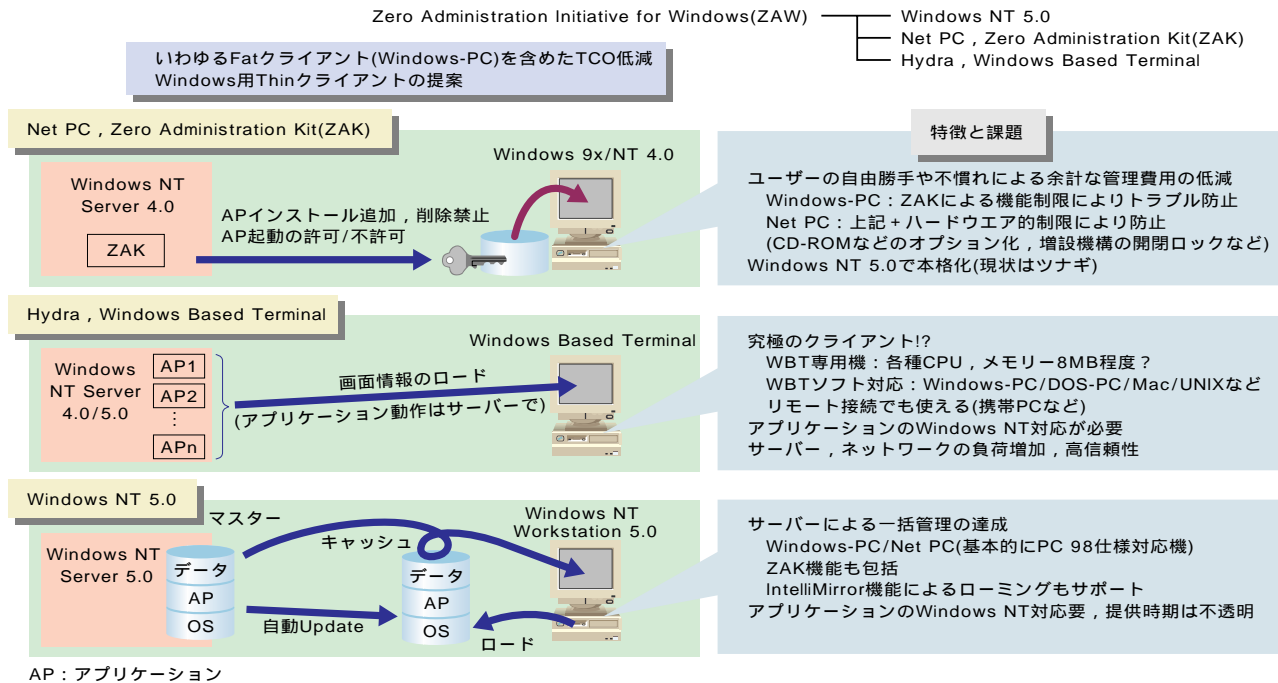 Zero Administration Initiative for Windows(ZAW)
Windows NT 5.0
Net PC , Zero Administration Kit(ZAK)
Hydra , Windows Based Terminal
いわゆるFatクライアント(Windows-PC)を含めたTCO低減
Windows用Thinクライアントの提案
Net PC , Zero Administration Kit(ZAK)
Windows NT
Server 4.0
ZAK
APインストール追加 , 削除禁止
AP起動の許可/不許可
Windows 9x/NT 4.0
特徴と課題
ユーザーの自由勝手や不慣れによる余計な管理費用の低減
Windows-PC : ZAKによる機能制限によりトラブル防止
Net PC : 上記 + ハードウエア的制限により防止
(CD-ROMなどのオプション化 , 増設機構の開閉ロックなど)
Windows NT 5.0で本格化(現状はツナギ)
Hydra , Windows Based Terminal
Windows
NT Server
4.0/5.0
AP1
AP2
⋮
APn
画面情報のロード
(アプリケーション動作はサーバーで)
Windows Based Terminal
究極のクライアント!?
WBT専用機 : 各種CPU , メモリー8MB程度 ?
WBTソフト対応 : Windows-PC/DOS-PC/Mac/UNIXなど
リモート接続でも使える(携帯PCなど)
アプリケーションのWindows NT対応が必要
サーバー , ネットワークの負荷増加 , 高信頼性
Windows NT 5.0
Windows NT
Server 5.0
マスター
データ
AP
OS
キャッシュ
自動Update
データ
AP
OS
ロード
Windows NT
Workstation 5.0
サーバーによる一括管理の達成
Windows-PC/Net PC(基本的にPC 98仕様対応機)
ZAK機能も包括
IntelliMirror機能によるローミングもサポート
アプリケーションのWindows NT対応要 , 提供時期は不透明
AP : アプリケーション